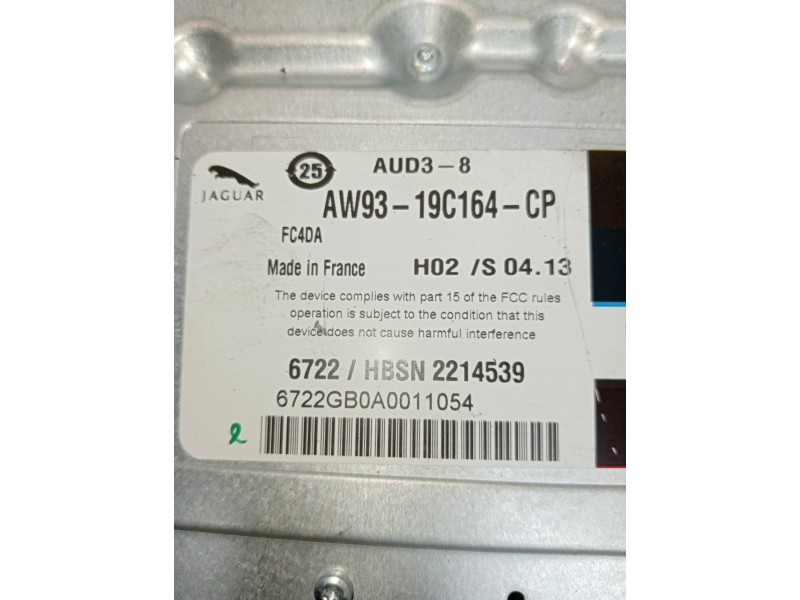 JAGUAR
25
AUD3-8
AW93-19C164-CP
FC4DA
Made in France H02 /S 04.13
The device complies with part 15 of the FCC rules
operation is subject to the condition that this
device does not cause harmful interference
6722 / HBSN 2214539
6722GB0A0011054
2